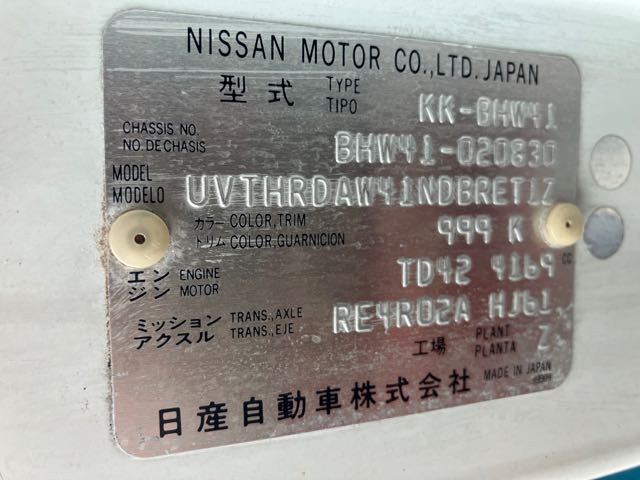 NISSAN MOTOR CO.,LTD. JAPAN
型式 TYPE TIPO KK-BHW41
CHASSIS NO. NO. DE CHASIS BHW41-020830
MODEL MODELO UVTHRDAW41NDBRET1Z
カラー COLOR,TRIM
トリム COLOR,GUARNICION 999 K
エンジン ENGINE MOTOR TD42 4169 CC
ミッション TRANS.,AXLE
アクスル TRANS.,EJE RE4R02A HJ61
工場 PLANT PLANTA Z
日産自動車株式会社 MADE IN JAPAN